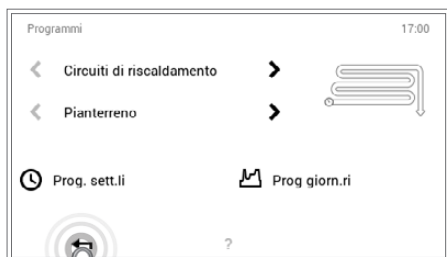 Programmi 17:00
Circuiti di riscaldamento
Pianterreno
Prog. sett.li Prog giorn.ri
?